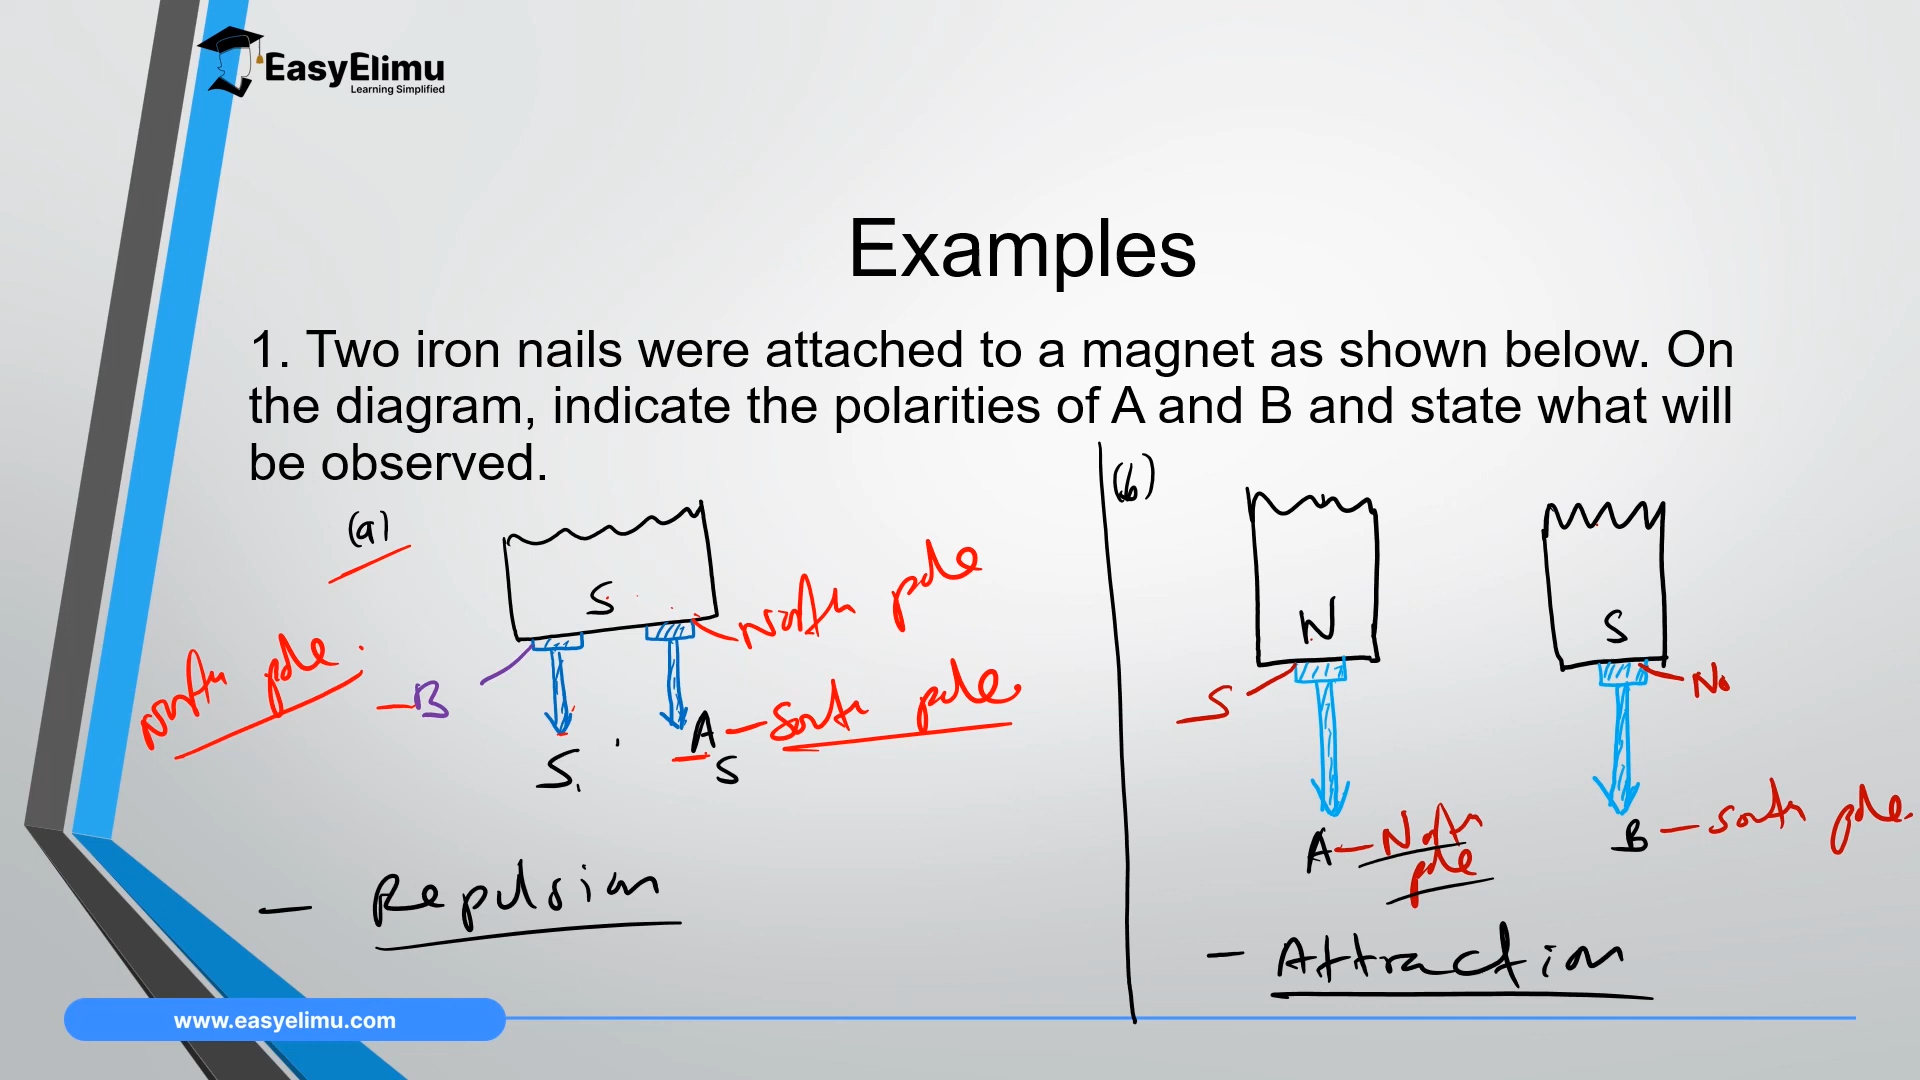 EasyElimu
Learning Simplified
Examples
1. Two iron nails were attached to a magnet as shown below. On
the diagram, indicate the polarities of A and B and state what will
be observed.
(a)
S
North pole
North pole.
B
A - South pole.
S.
S
- Repulsion
(b)
N
S
S
No
A - North
pole
B - South pole.
- Attraction
www.easyelimu.com